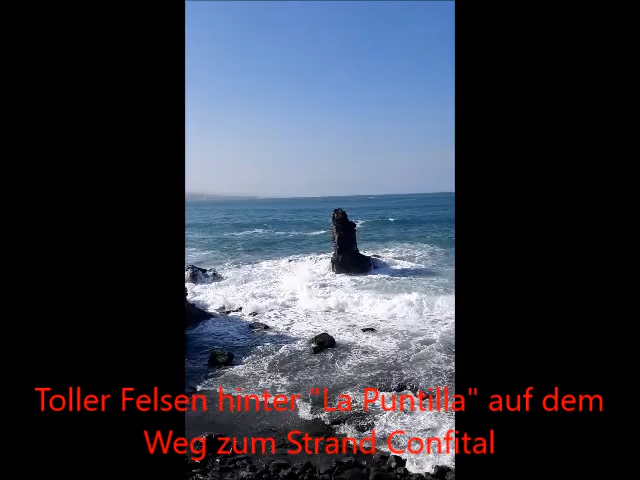 Toller Felsen hinter "La Puntilla" auf dem
Weg zum Strand Confital